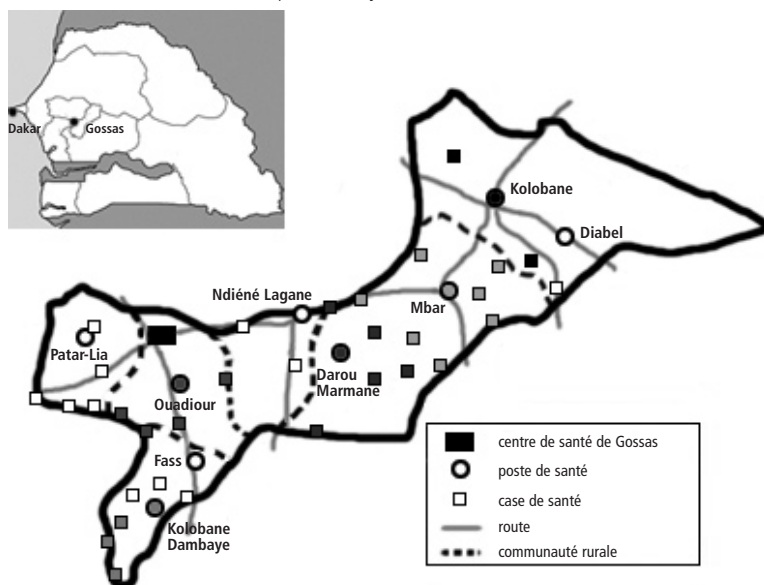 Dakar
Gossas
Kolobane
Diabel
Ndiéné Lagane
Mbar
Patar-Lia
Darou
Marmane
Ouadiour
Fass
Kolobane
Dambaye
centre de santé de Gossas
poste de santé
case de santé
route
communauté rurale